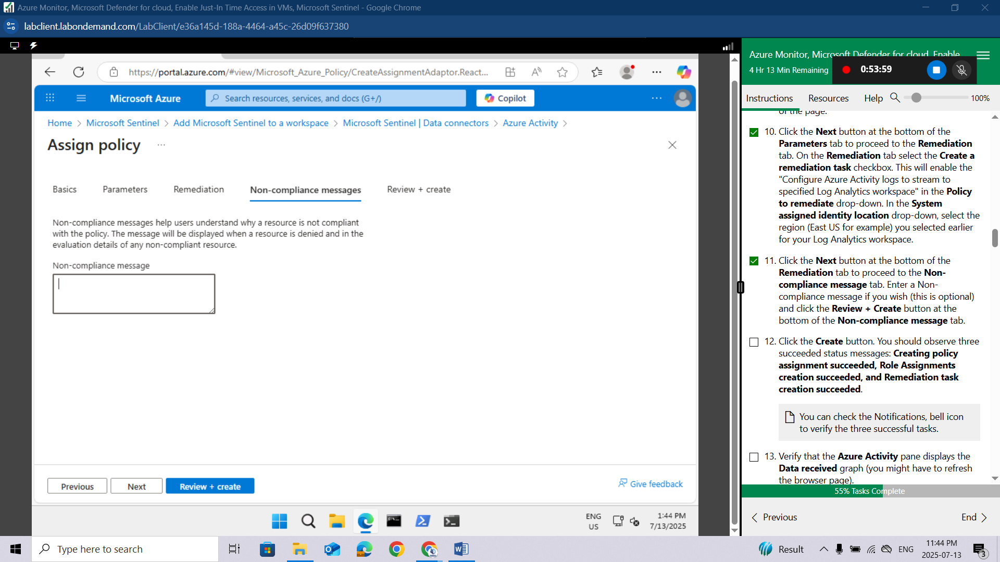 Azure Monitor, Microsoft Defender for cloud, Enable Just-In Time Access in VMs, Microsoft Sentinel - Google Chrome
labclient.labondemand.com/LabClient/e36a145d-188a-4464-a45c-26d09f637380
https://portal.azure.com/#view/Microsoft_Azure_Policy/CreateAssignmentAdaptor.React...
Microsoft Azure
Search resources, services, and docs (G+/)
Copilot
Home > Microsoft Sentinel > Add Microsoft Sentinel to a workspace > Microsoft Sentinel | Data connectors > Azure Activity >
Assign policy ...
Basics
Parameters
Remediation
Non-compliance messages
Review + create
Non-compliance messages help users understand why a resource is not compliant
with the policy. The message will be displayed when a resource is denied and in the
evaluation details of any non-compliant resource.
Non-compliance message
Previous
Next
Review + create
Give feedback
ENG
US
1:44 PM
7/13/2025
Azure Monitor, Microsoft Defender for cloud, Enable
4 Hr 13 Min Remaining
0:53:59
Instructions
Resources
Help
100%
of the page.
10. Click the Next button at the bottom of the
Parameters tab to proceed to the Remediation
tab. On the Remediation tab select the Create a
remediation task checkbox. This will enable the
"Configure Azure Activity logs to stream to
specified Log Analytics workspace" in the Policy
to remediate drop-down. In the System
assigned identity location drop-down, select the
region (East US for example) you selected earlier
for your Log Analytics workspace.
11. Click the Next button at the bottom of the
Remediation tab to proceed to the Non-
compliance message tab. Enter a Non-
compliance message if you wish (this is optional)
and click the Review + Create button at the
bottom of the Non-compliance message tab.
12. Click the Create button. You should observe three
succeeded status messages: Creating policy
assignment succeeded, Role Assignments
creation succeeded, and Remediation task
creation succeeded.
You can check the Notifications, bell icon
to verify the three successful tasks.
13. Verify that the Azure Activity pane displays the
Data received graph (you might have to refresh
the browser page).
55% Tasks Complete
Previous
End
Type here to search
Result
ENG
11:44 PM
2025-07-13
3